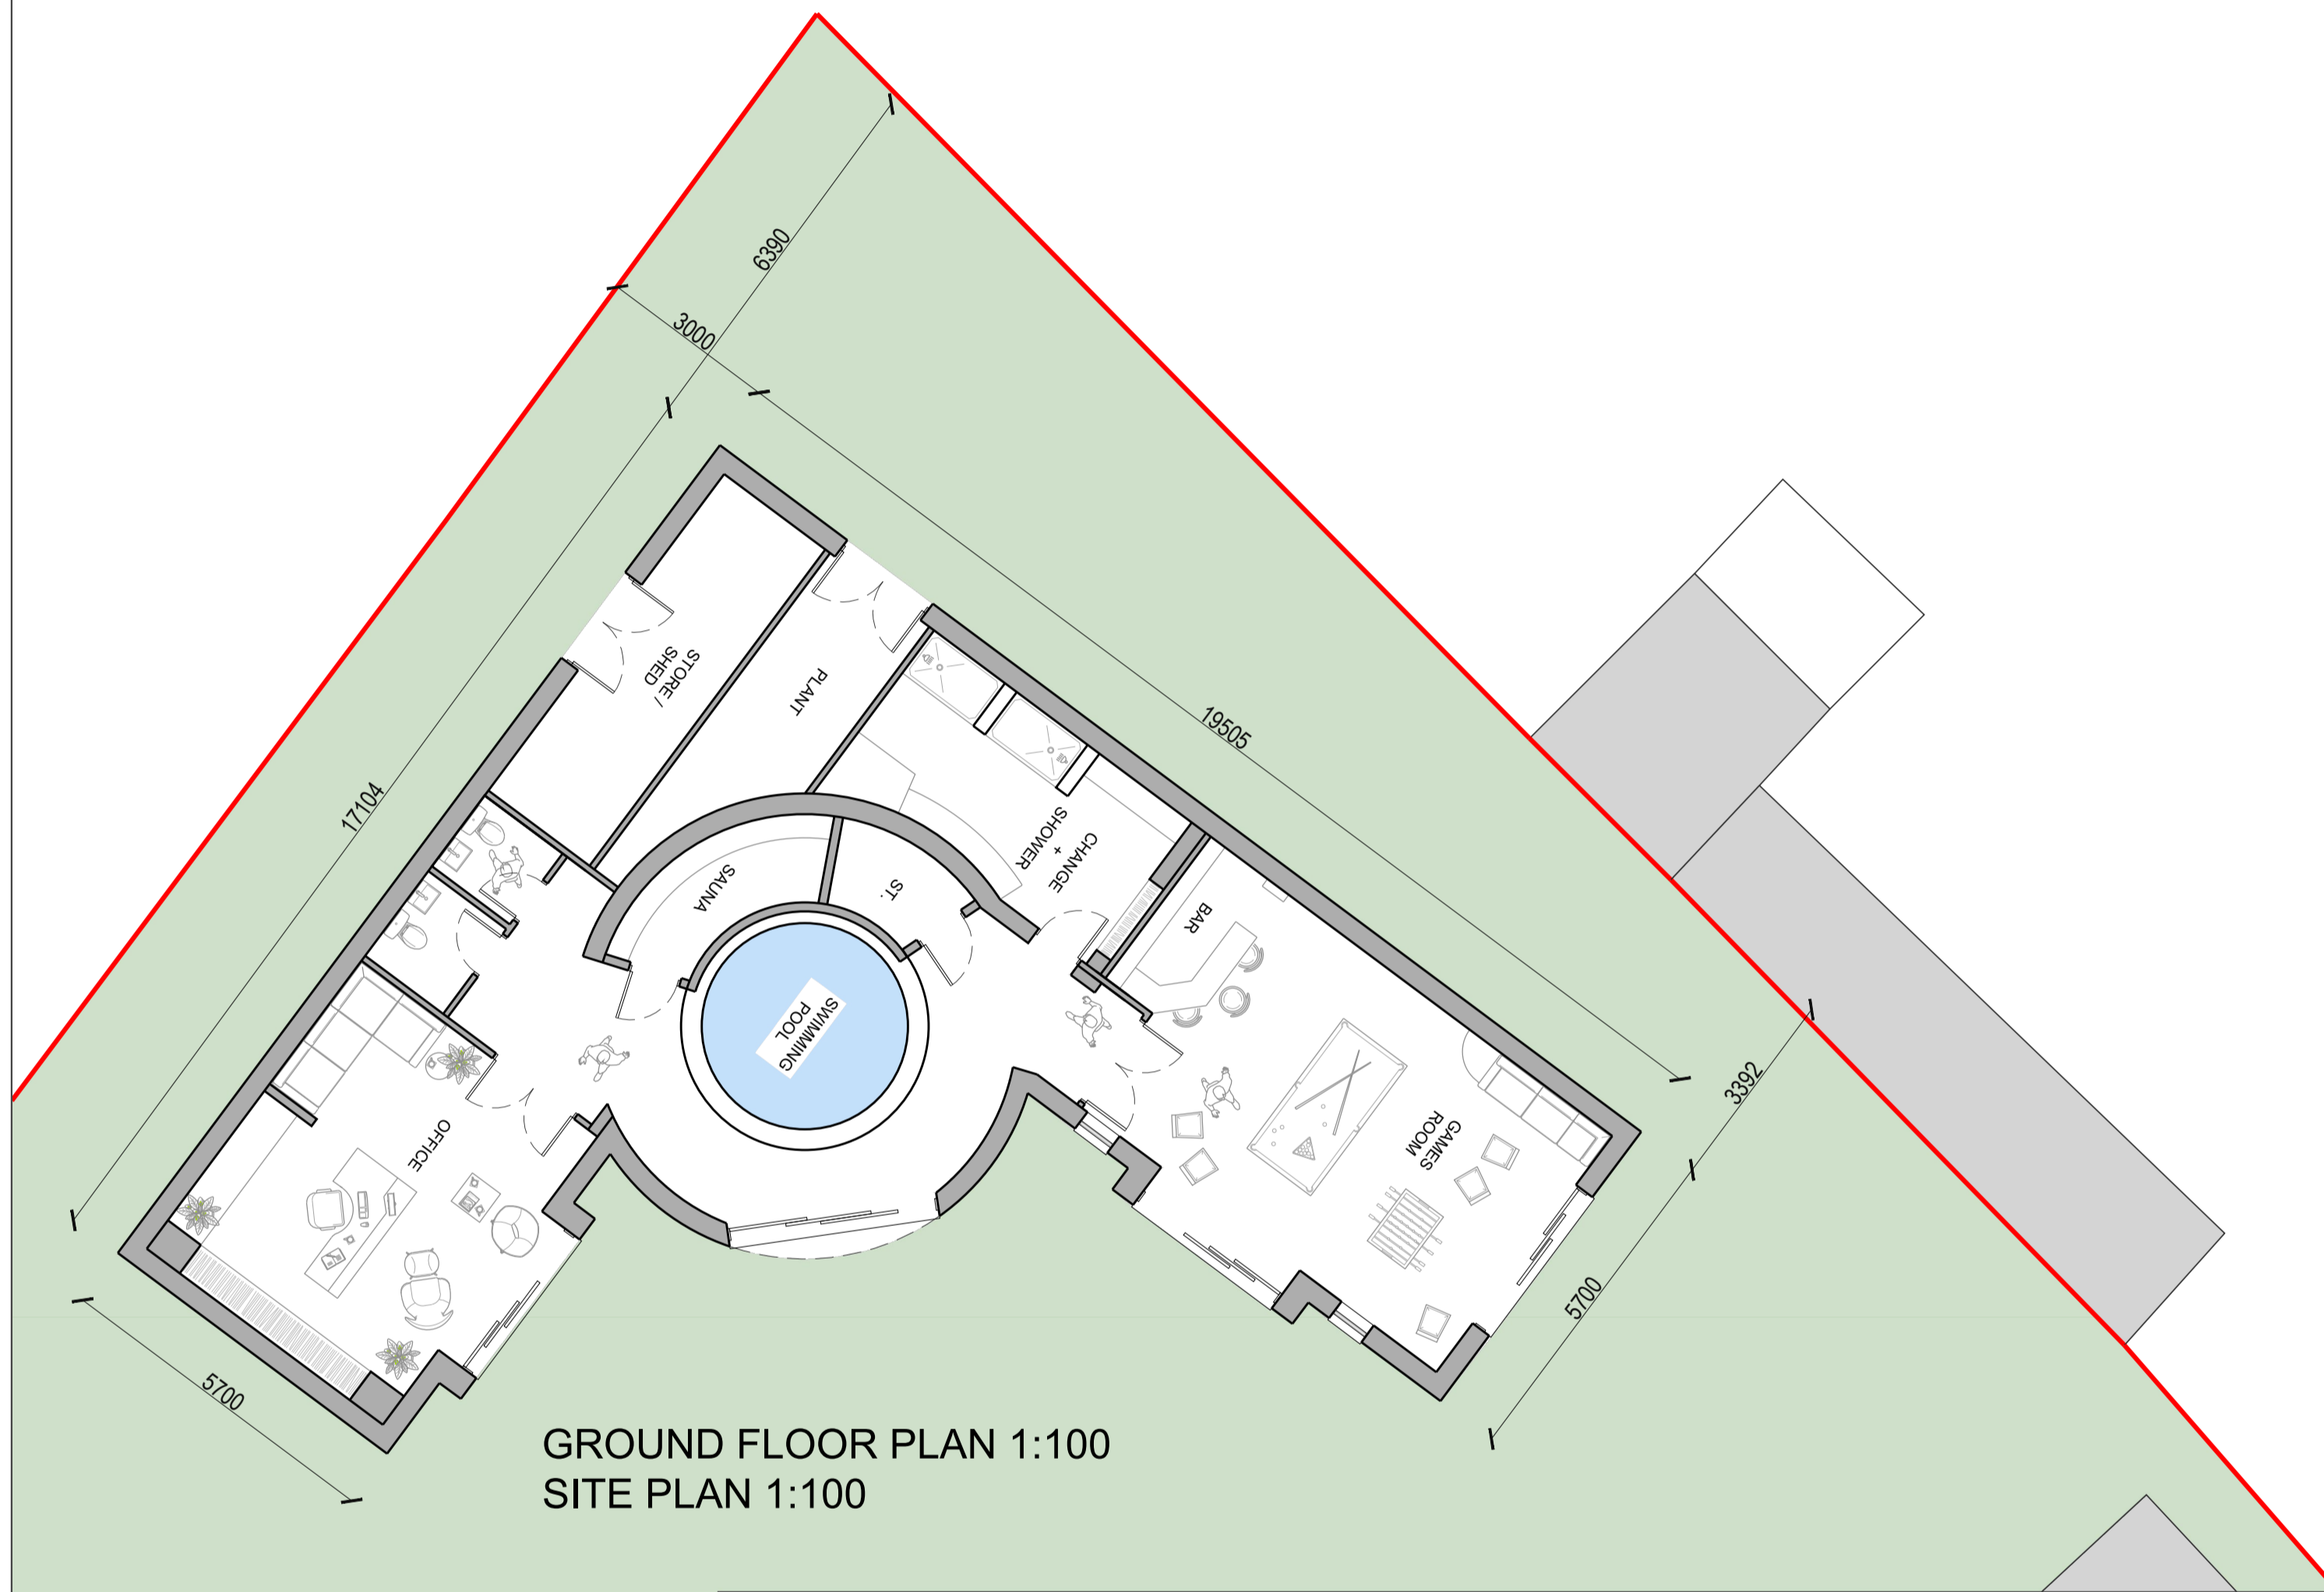 6390
3000
17104
19505
3392
5700
5700
STORE /
SHED
PLANT
SHOWER
+
CHANGE
SAUNA
ST.
BAR
SWIMMING
POOL
OFFICE
GAMES
ROOM
GROUND FLOOR PLAN 1:100
SITE PLAN 1:100